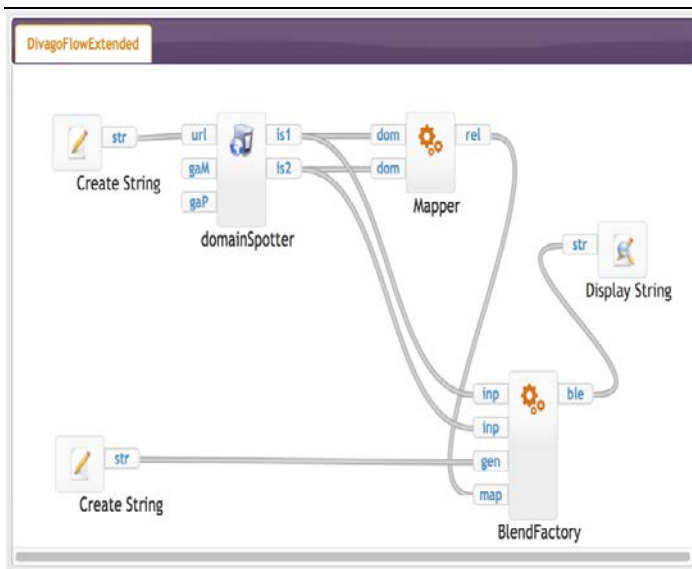 DivagoFlowExtended
str
Create String
url
gaM
gaP
is1
is2
domainSpotter
dom
dom
rel
Mapper
str
Display String
str
Create String
inp
inp
gen
map
ble
BlendFactory